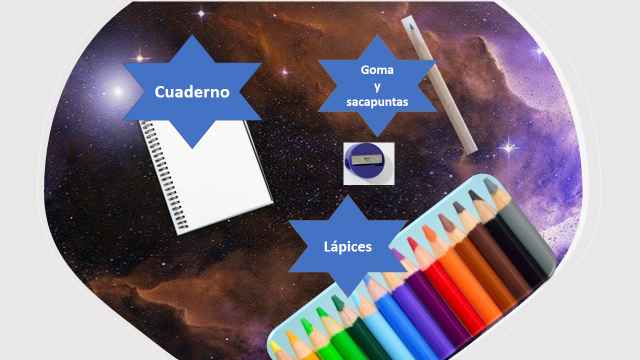 Cuaderno
Goma
y
sacapuntas
Lápices